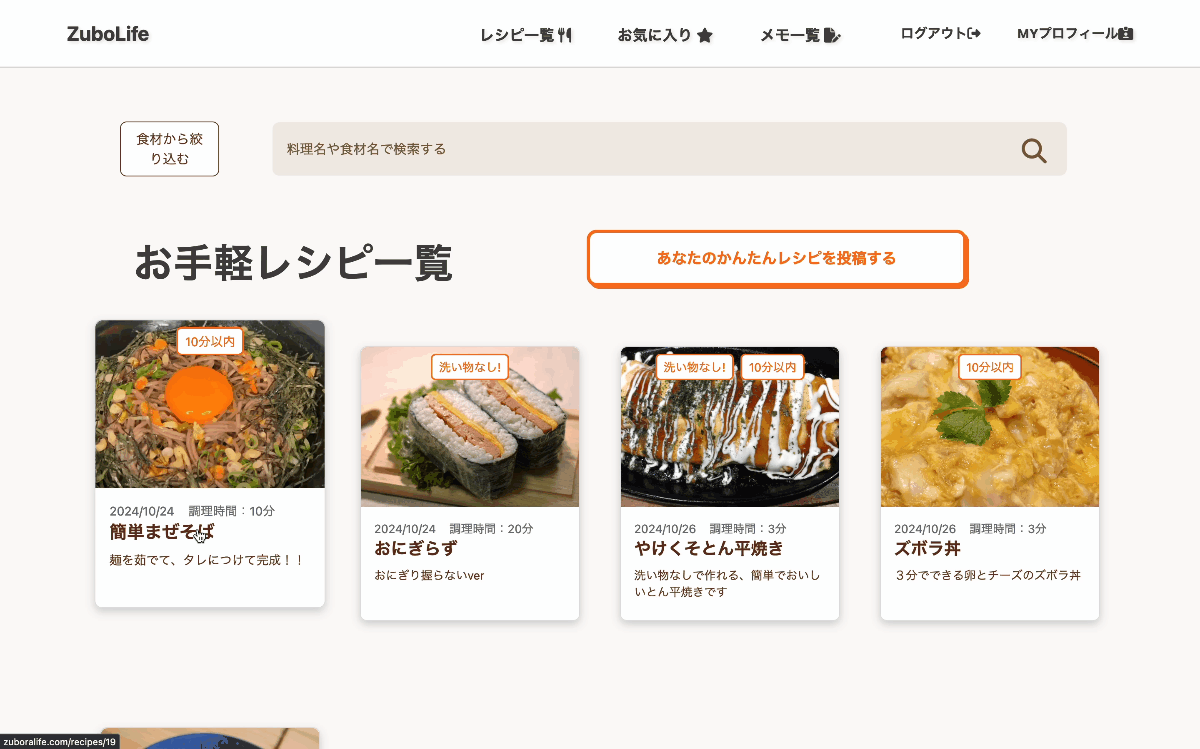 ZuboLife
レシピ一覧
お気に入り
メモ一覧
ログアウト
MYプロフィール
食材から絞
り込む
料理名や食材名で検索する
お手軽レシピ一覧
あなたのかんたんレシピを投稿する
10分以内
2024/10/24 調理時間：10分
簡単まぜそば
麺を茹でて、タレにつけて完成！！
洗い物なし!
2024/10/24 調理時間：20分
おにぎらず
おにぎり握らないver
洗い物なし! 10分以内
2024/10/26 調理時間：3分
やけくそとん平焼き
洗い物なしで作れる、簡単でおいし
いとん平焼きです
10分以内
2024/10/26 調理時間：3分
ズボラ丼
３分でできる卵とチーズのズボラ丼
zuboralife.com/recipes/19